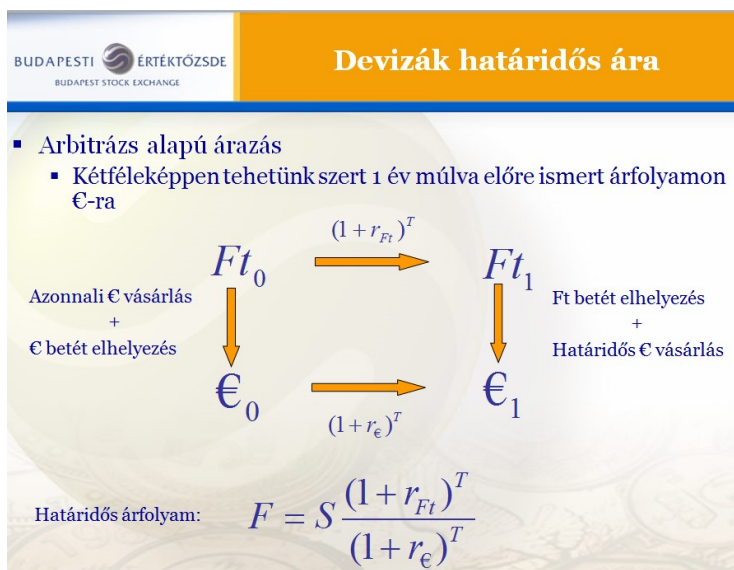 BUDAPESTI ÉRTÉKTŐZSDE
BUDAPEST STOCK EXCHANGE
Devizák határidős ára
▪ Arbitrázs alapú árazás
▪ Kétféleképpen tehetünk szert 1 év múlva előre ismert árfolyamon
€-ra
(1 + r_Ft)^T
Ft_0
Ft_1
Azonnali € vásárlás
+
€ betét elhelyezés
Ft betét elhelyezés
+
Határidős € vásárlás
€_0
€_1
(1 + r_€)^T
Határidős árfolyam:
F = S (1 + r_Ft)^T / (1 + r_€)^T